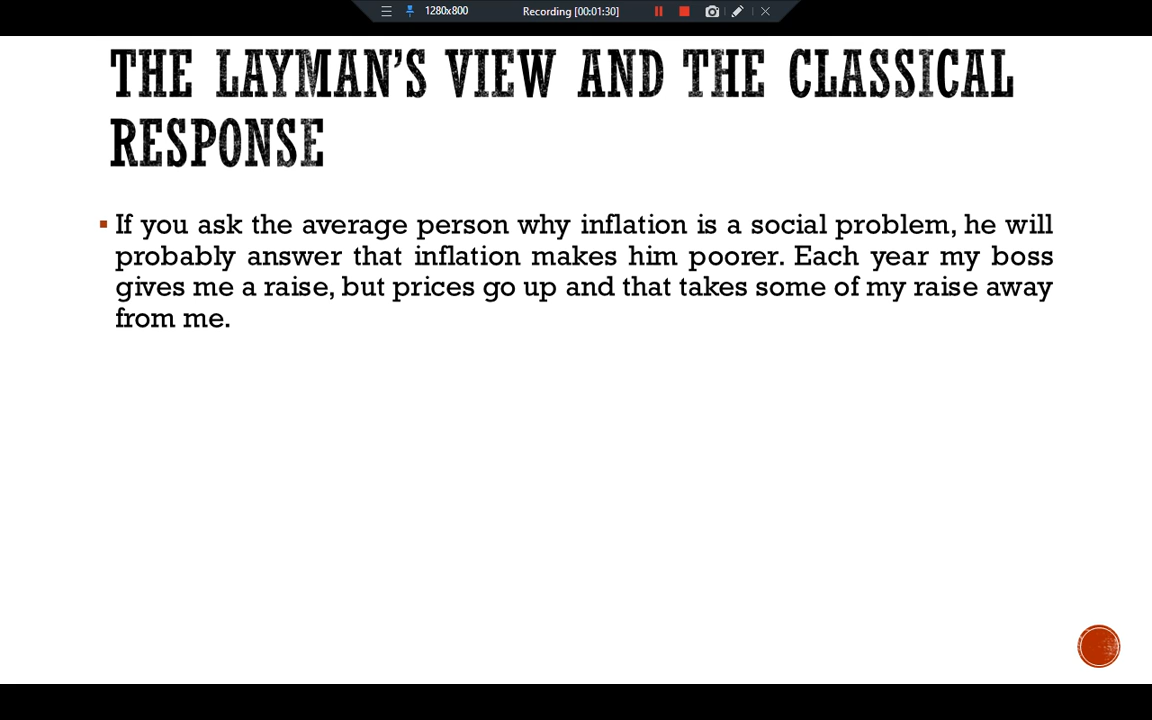 1280x800
Recording [00:01:30]
THE LAYMAN'S VIEW AND THE CLASSICAL
RESPONSE
▪ If you ask the average person why inflation is a social problem, he will
probably answer that inflation makes him poorer. Each year my boss
gives me a raise, but prices go up and that takes some of my raise away
from me.